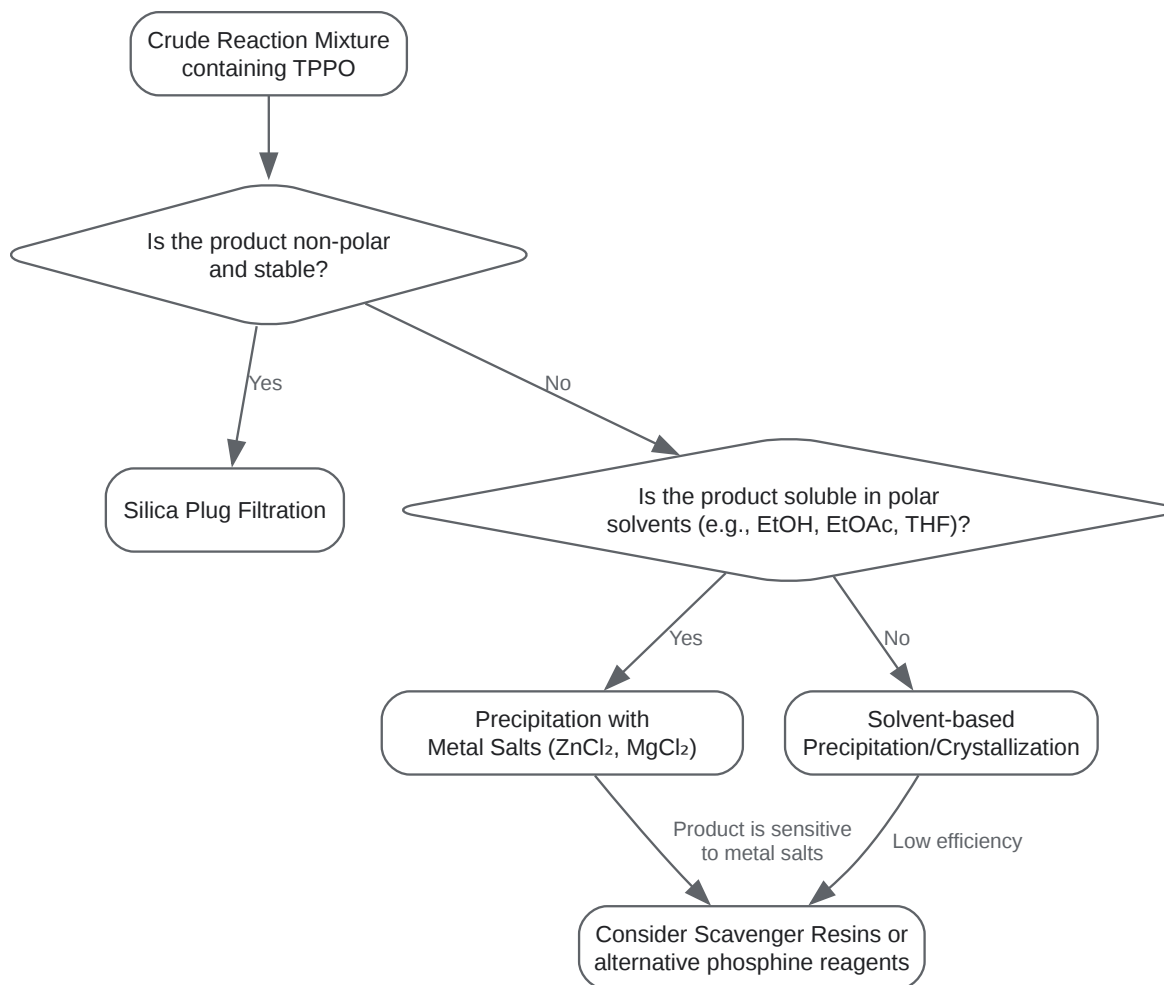 Crude Reaction Mixture
containing TPPO
Is the product non-polar
and stable?
Yes
No
Silica Plug Filtration
Is the product soluble in polar
solvents (e.g., EtOH, EtOAc, THF)?
Yes
No
Precipitation with
Metal Salts (ZnCl₂, MgCl₂)
Solvent-based
Precipitation/Crystallization
Product is sensitive
to metal salts
Low efficiency
Consider Scavenger Resins or
alternative phosphine reagents